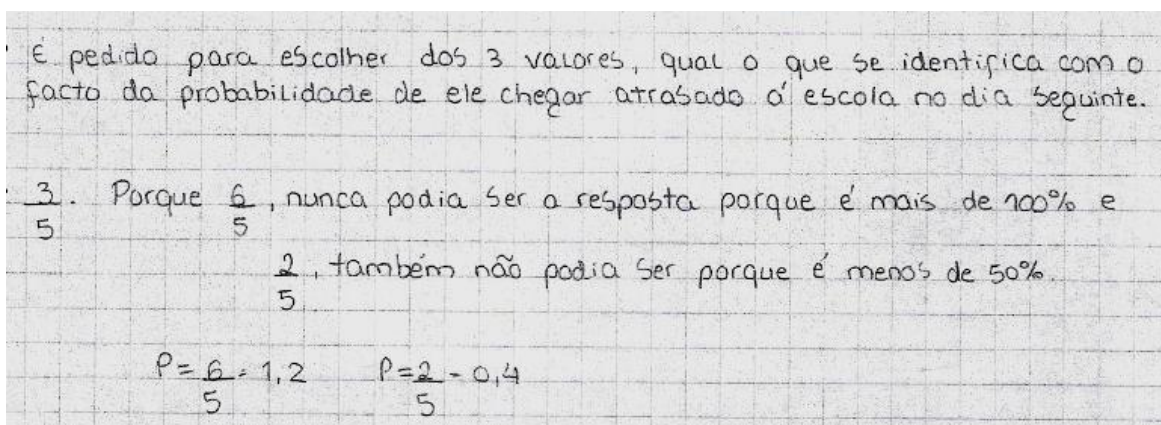 É pedido para escolher dos 3 valores, qual o que se identifica com o
facto da probabilidade de ele chegar atrasado á escola no dia seguinte.
3/5. Porque 6/5, nunca podia ser a resposta porque é mais de 100% e
2/5, também não podia ser porque é menos de 50%.
P = 6/5 = 1,2 P = 2/5 = 0,4